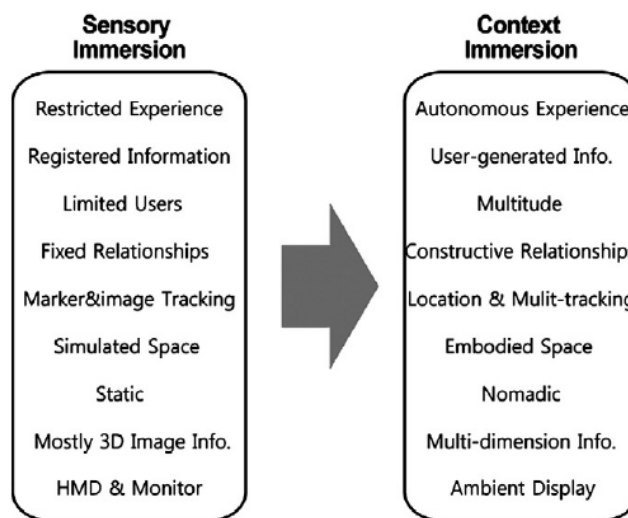 Sensory
Immersion
Restricted Experience
Registered Information
Limited Users
Fixed Relationships
Marker&image Tracking
Simulated Space
Static
Mostly 3D Image Info.
HMD & Monitor
Context
Immersion
Autonomous Experience
User-generated Info.
Multitude
Constructive Relationship
Location & Mulit-tracking
Embodied Space
Nomadic
Multi-dimension Info.
Ambient Display